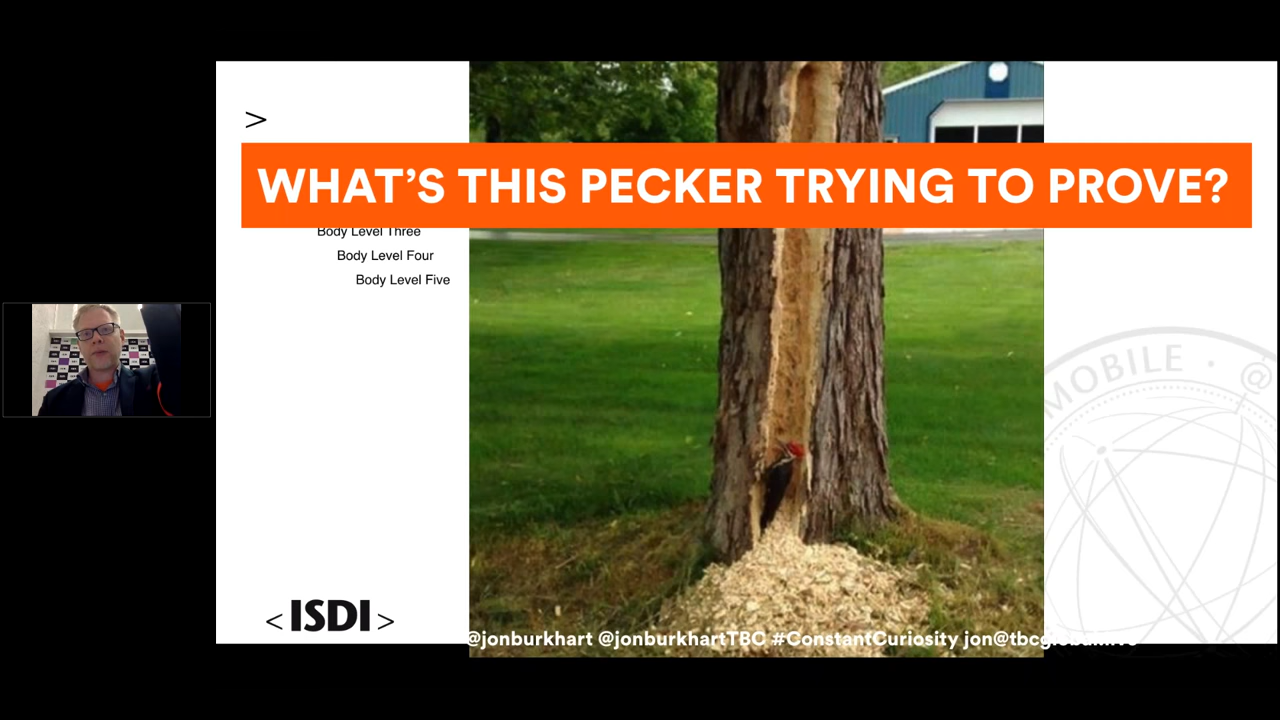 >
WHAT'S THIS PECKER TRYING TO PROVE?
Body Level Three
Body Level Four
Body Level Five
MOBILE · @
<ISDI>
@jonburkhart @jonburkhartTBC #ConstantCuriosity